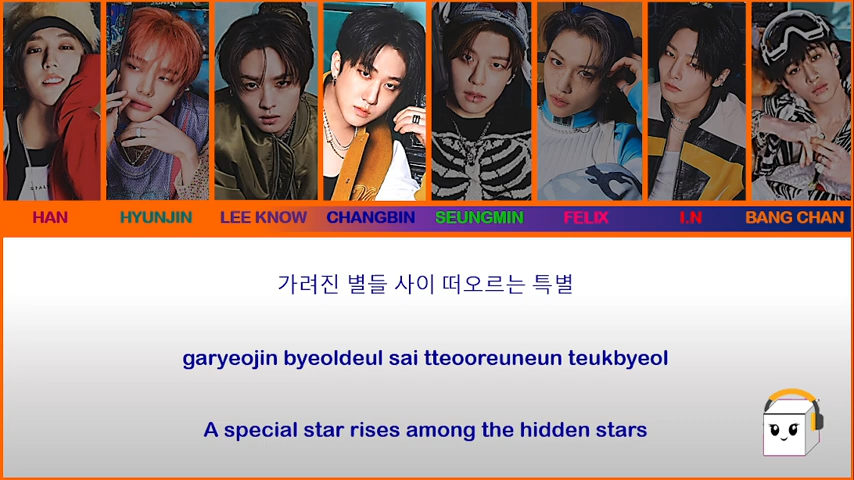 HAN HYUNJIN LEE KNOW CHANGBIN SEUNGMIN FELIX I.N BANG CHAN
가려진 별들 사이 떠오르는 특별
garyeojin byeoldeul sai tteooreuneun teukbyeol
A special star rises among the hidden stars